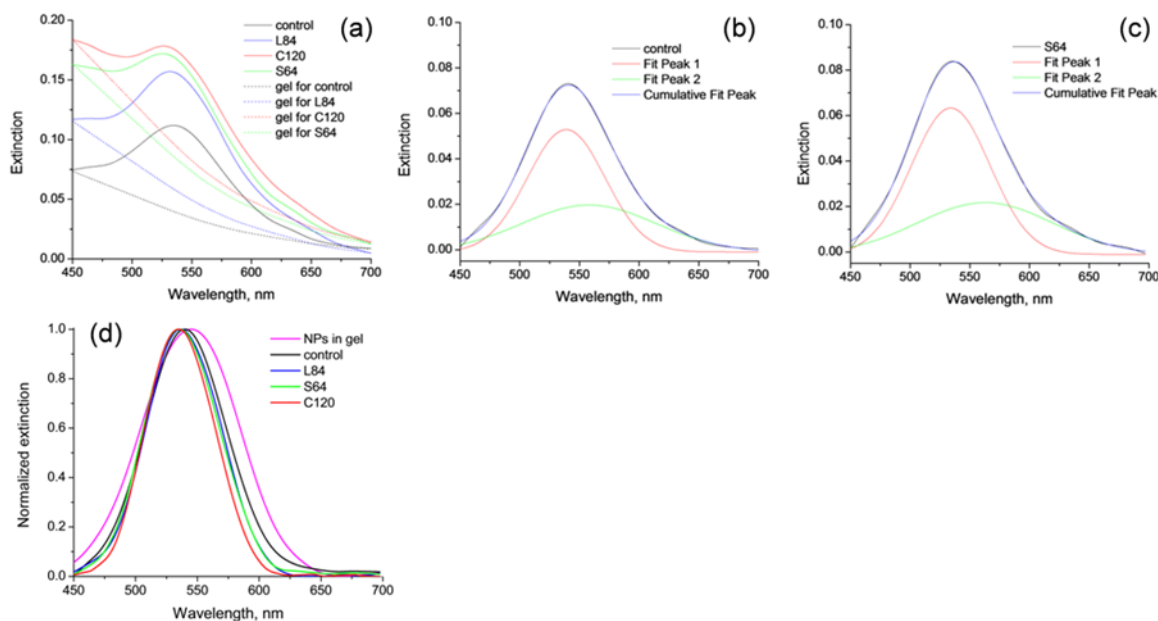 (a)
0.20
0.15
0.10
0.05
0.00
Extinction
450 500 550 600 650 700
Wavelength, nm
control
L84
C120
S64
gel for control
gel for L84
gel for C120
gel for S64
(b)
0.10
0.08
0.06
0.04
0.02
0.00
Extinction
450 500 550 600 650 700
Wavelength, nm
control
Fit Peak 1
Fit Peak 2
Cumulative Fit Peak
(c)
0.10
0.08
0.06
0.04
0.02
0.00
Extinction
450 500 550 600 650 700
Wavelength, nm
S64
Fit Peak 1
Fit Peak 2
Cumulative Fit Peak
(d)
1.0
0.8
0.6
0.4
0.2
0.0
Normalized extinction
450 500 550 600 650 700
Wavelength, nm
NPs in gel
control
L84
S64
C120